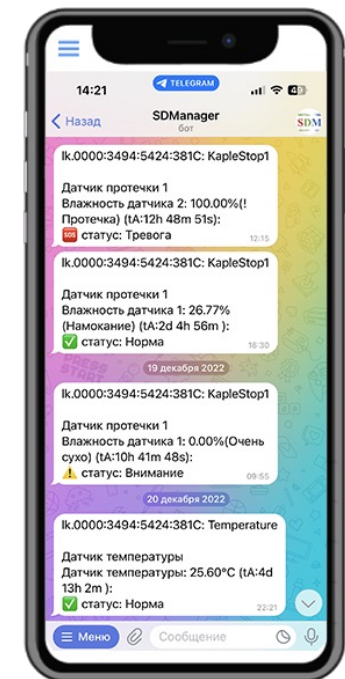 14:21
TELEGRAM
Назад
SDManager
бот
SDM
Ik.0000:3494:5424:381C: KapleStop1
Датчик протечки 1
Влажность датчика 2: 100.00%(!
Протечка) (tA:12h 48m 51s):
SOS статус: Тревога
12:15
Ik.0000:3494:5424:381C: KapleStop1
Датчик протечки 1
Влажность датчика 1: 26.77%
(Намокание) (tA:2d 4h 56m ):
статус: Норма
16:30
19 декабря 2022
Ik.0000:3494:5424:381C: KapleStop1
Датчик протечки 1
Влажность датчика 1: 0.00%(Очень
сухо) (tA:10h 41m 48s):
статус: Внимание
09:55
20 декабря 2022
Ik.0000:3494:5424:381C: Temperature
Датчик температуры
Датчик температуры: 25.60°C (tA:4d
13h 2m ):
статус: Норма
22:21
Меню
Сообщение